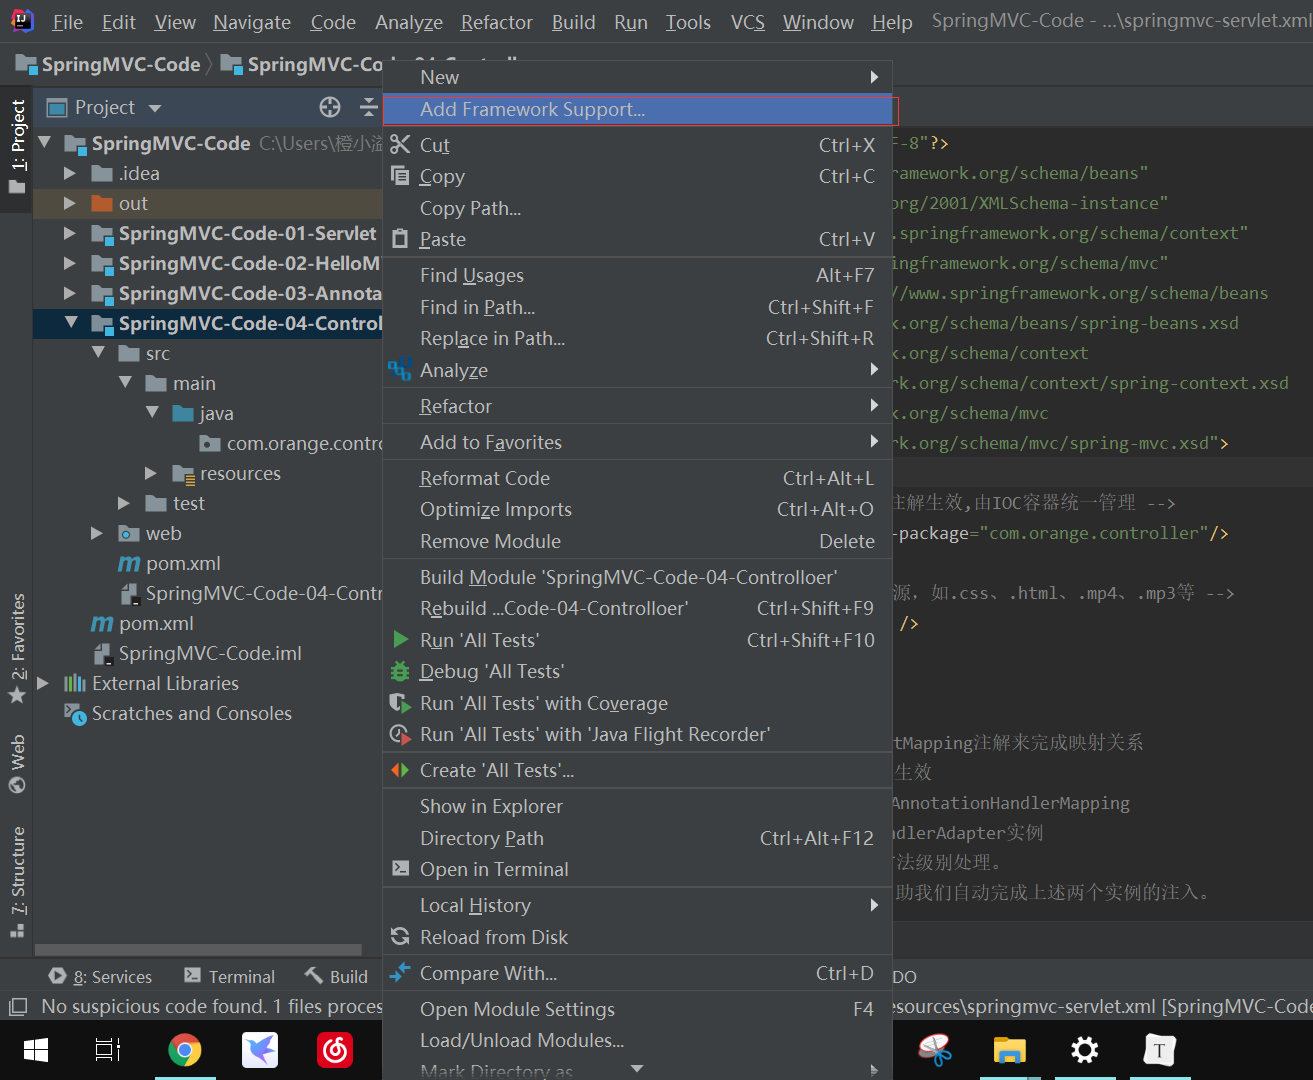 File Edit View Navigate Code Analyze Refactor Build Run Tools VCS Window Help SpringMVC-Code - ...\springmvc-servlet.xml
SpringMVC-Code SpringMVC-Co
1: Project
Project
SpringMVC-Code C:\Users\橙小
.idea
out
SpringMVC-Code-01-Servlet
SpringMVC-Code-02-HelloM
SpringMVC-Code-03-Annota
SpringMVC-Code-04-Control
src
main
java
com.orange.contro
resources
test
web
pom.xml
SpringMVC-Code-04-Contr
pom.xml
SpringMVC-Code.iml
External Libraries
Scratches and Consoles
2: Favorites
Web
7: Structure
New
Add Framework Support...
Cut Ctrl+X
Copy Ctrl+C
Copy Path...
Paste Ctrl+V
Find Usages Alt+F7
Find in Path... Ctrl+Shift+F
Replace in Path... Ctrl+Shift+R
Analyze
Refactor
Add to Favorites
Reformat Code Ctrl+Alt+L
Optimize Imports Ctrl+Alt+O
Remove Module Delete
Build Module 'SpringMVC-Code-04-Controlloer'
Rebuild ...Code-04-Controlloer' Ctrl+Shift+F9
Run 'All Tests' Ctrl+Shift+F10
Debug 'All Tests'
Run 'All Tests' with Coverage
Run 'All Tests' with 'Java Flight Recorder'
Create 'All Tests'...
Show in Explorer
Directory Path Ctrl+Alt+F12
Open in Terminal
Local History
Reload from Disk
Compare With... Ctrl+D
Open Module Settings F4
Load/Unload Modules...
Mark Directory as
F-8"?>
ramework.org/schema/beans"
org/2001/XMLSchema-instance"
.springframework.org/schema/context"
ingframework.org/schema/mvc"
//www.springframework.org/schema/beans
k.org/schema/beans/spring-beans.xsd
k.org/schema/context
rk.org/schema/context/spring-context.xsd
k.org/schema/mvc
rk.org/schema/mvc/spring-mvc.xsd">
注解生效,由IOC容器统一管理 -->
-package="com.orange.controller"/>
源，如.css、.html、.mp4、.mp3等 -->
/>
tMapping注解来完成映射关系
生效
AnnotationHandlerMapping
ndlerAdapter实例
方法级别处理。
助我们自动完成上述两个实例的注入。
8: Services Terminal Build DO
No suspicious code found. 1 files proces esources\springmvc-servlet.xml [SpringMVC-Code
T